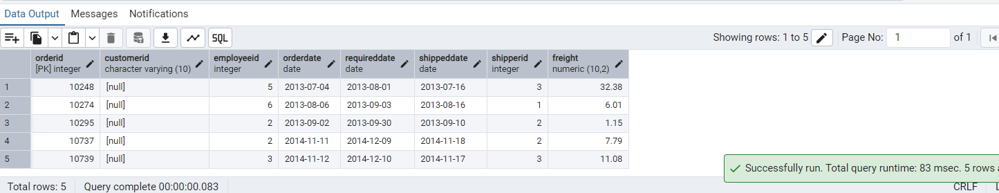 Data Output Messages Notifications
SQL Showing rows: 1 to 5 Page No: 1 of 1
orderid customerid employeeid orderdate requireddate shippeddate shipperid freight
[PK] integer character varying (10) integer date date date integer numeric (10,2)
1 10248 [null] 5 2013-07-04 2013-08-01 2013-07-16 3 32.38
2 10274 [null] 6 2013-08-06 2013-09-03 2013-08-16 1 6.01
3 10295 [null] 2 2013-09-02 2013-09-30 2013-09-10 2 1.15
4 10737 [null] 2 2014-11-11 2014-12-09 2014-11-18 2 7.79
5 10739 [null] 3 2014-11-12 2014-12-10 2014-11-17 3 11.08
Successfully run. Total query runtime: 83 msec. 5 rows
Total rows: 5 Query complete 00:00:00.083 CRLF